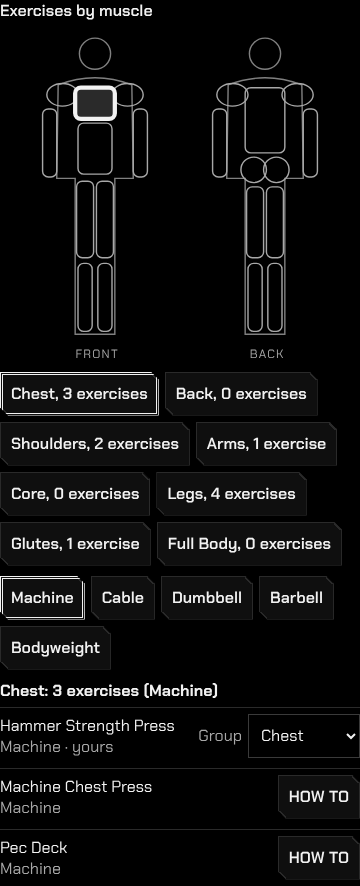 Exercises by muscle
FRONT BACK
Chest, 3 exercises Back, 0 exercises
Shoulders, 2 exercises Arms, 1 exercise
Core, 0 exercises Legs, 4 exercises
Glutes, 1 exercise Full Body, 0 exercises
Machine Cable Dumbbell Barbell
Bodyweight
Chest: 3 exercises (Machine)
Hammer Strength Press
Machine · yours
Group Chest
Machine Chest Press
Machine
HOW TO
Pec Deck
Machine
HOW TO